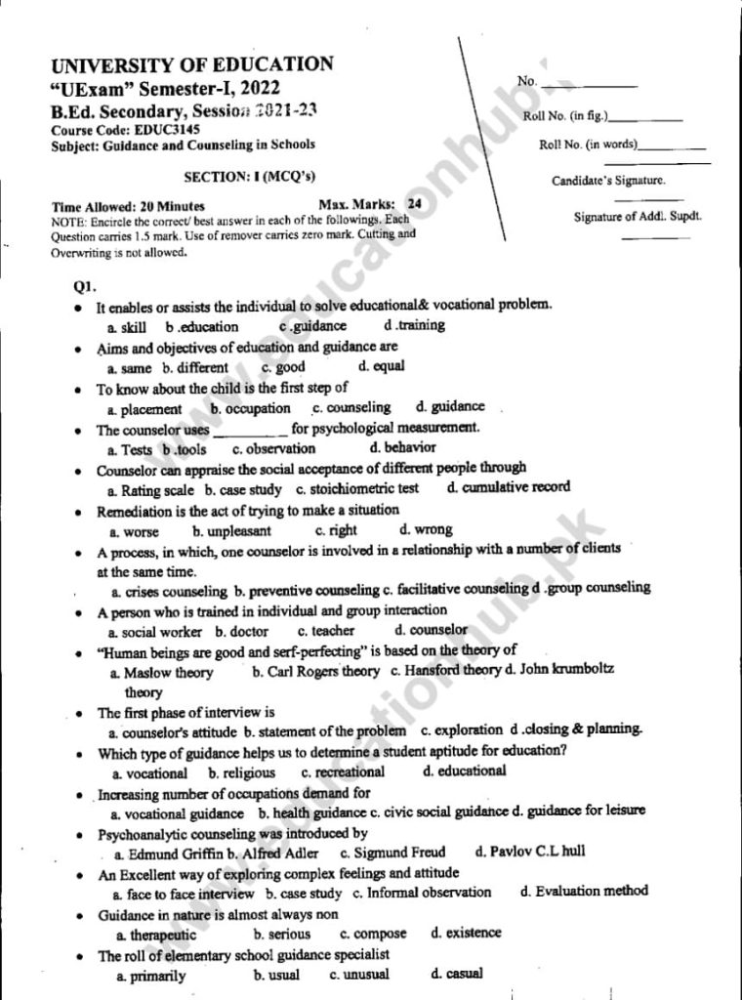 UNIVERSITY OF EDUCATION
“UExam” Semester-I, 2022
B.Ed. Secondary, Session 2021-23
Course Code: EDUC3145
Subject: Guidance and Counseling in Schools
SECTION: I (MCQ's)
Time Allowed: 20 Minutes Max. Marks: 24
NOTE: Encircle the correct/ best answer in each of the followings. Each
Question carries 1.5 mark. Use of remover carries zero mark. Cutting and
Overwriting is not allowed.
No. ____________
Roll No. (in fig.)____________
Roll No. (in words)____________
Candidate's Signature.
Signature of Addl. Supdt.
Q1.
• It enables or assists the individual to solve educational& vocational problem.
a. skill b .education c .guidance d .training
• Aims and objectives of education and guidance are
a. same b. different c. good d. equal
• To know about the child is the first step of
a. placement b. occupation c. counseling d. guidance
• The counselor uses __________ for psychological measurement.
a. Tests b .tools c. observation d. behavior
• Counselor can appraise the social acceptance of different people through
a. Rating scale b. case study c. stoichiometric test d. cumulative record
• Remediation is the act of trying to make a situation
a. worse b. unpleasant c. right d. wrong
• A process, in which, one counselor is involved in a relationship with a number of clients
at the same time.
a. crises counseling b. preventive counseling c. facilitative counseling d .group counseling
• A person who is trained in individual and group interaction
a. social worker b. doctor c. teacher d. counselor
• “Human beings are good and serf-perfecting” is based on the theory of
a. Maslow theory b. Carl Rogers theory c. Hansford theory d. John krumboltz
theory
• The first phase of interview is
a. counselor's attitude b. statement of the problem c. exploration d .closing & planning.
• Which type of guidance helps us to determine a student aptitude for education?
a. vocational b. religious c. recreational d. educational
• Increasing number of occupations demand for
a. vocational guidance b. health guidance c. civic social guidance d. guidance for leisure
• Psychoanalytic counseling was introduced by
a. Edmund Griffin b. Alfred Adler c. Sigmund Freud d. Pavlov C.L hull
• An Excellent way of exploring complex feelings and attitude
a. face to face interview b. case study c. Informal observation d. Evaluation method
• Guidance in nature is almost always non
a. therapeutic b. serious c. compose d. existence
• The roll of elementary school guidance specialist
a. primarily b. usual c. unusual d. casual
www.educationhub.pk
www.educationhub.pk